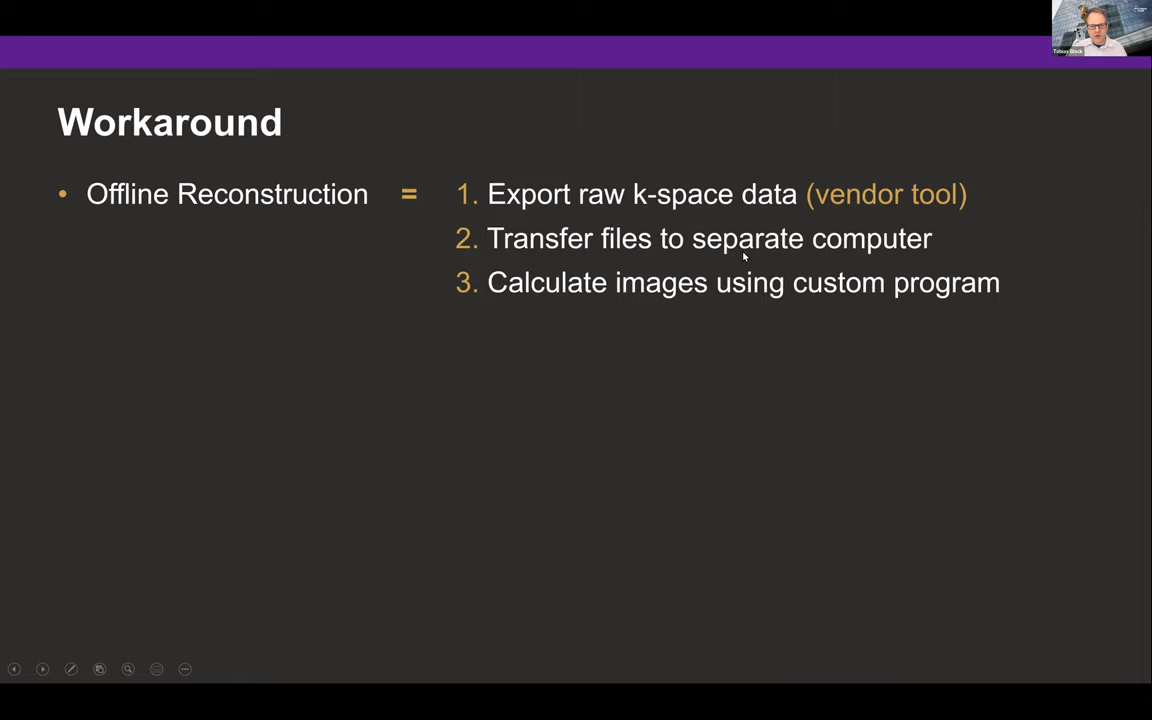 Workaround
• Offline Reconstruction = 1. Export raw k-space data (vendor tool)
2. Transfer files to separate computer
3. Calculate images using custom program